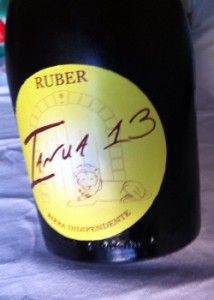 RUBER
IANUA 13
BIRRA INDIPENDENTE